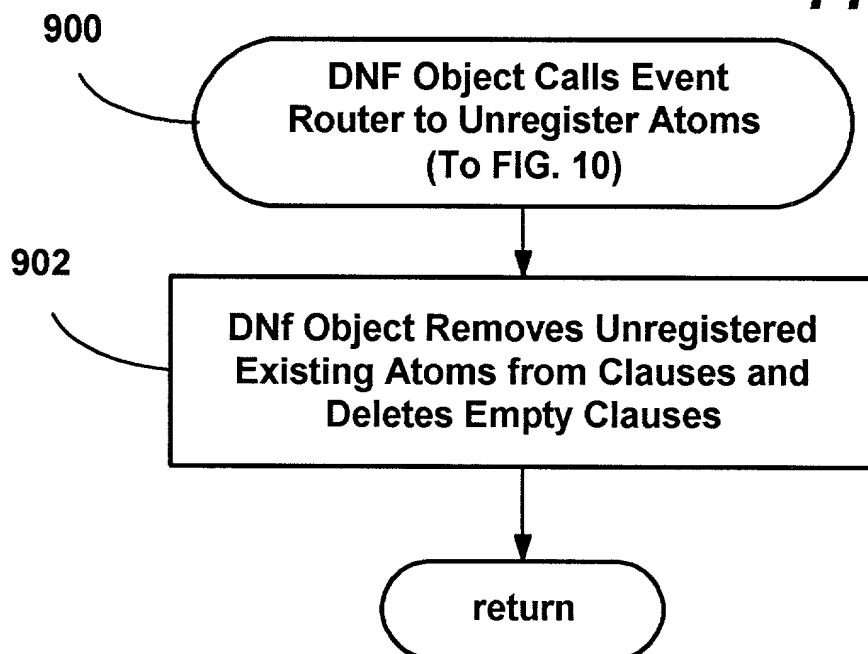 900
DNF Object Calls Event
Router to Unregister Atoms
(To FIG. 10)
902
DNf Object Removes Unregistered
Existing Atoms from Clauses and
Deletes Empty Clauses
return